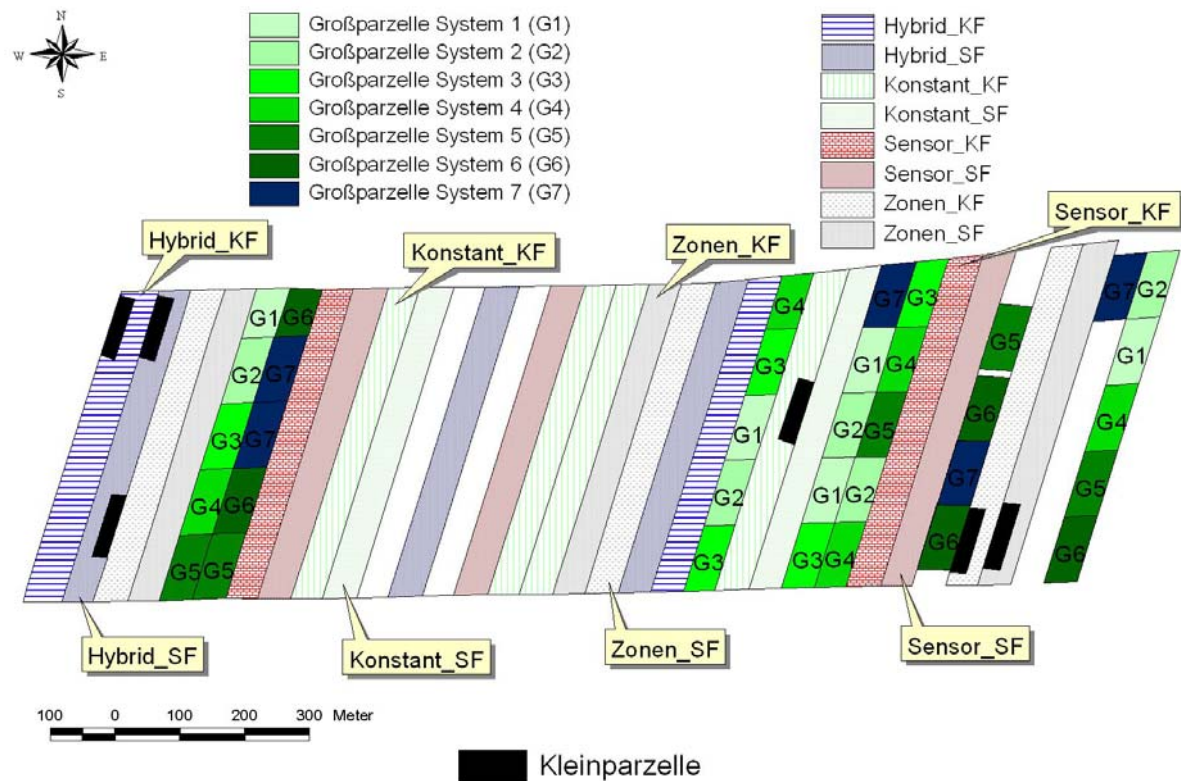 N
W
E
S
Großparzelle System 1 (G1)
Großparzelle System 2 (G2)
Großparzelle System 3 (G3)
Großparzelle System 4 (G4)
Großparzelle System 5 (G5)
Großparzelle System 6 (G6)
Großparzelle System 7 (G7)
Hybrid_KF
Hybrid_SF
Konstant_KF
Konstant_SF
Sensor_KF
Sensor_SF
Zonen_KF
Zonen_SF
Hybrid_KF
Konstant_KF
Zonen_KF
Sensor_KF
G1
G6
G2
G7
G3
G7
G4
G6
G5
G5
G4
G3
G1
G2
G3
G7
G3
G1
G4
G2
G5
G1
G2
G3
G4
G5
G6
G7
G6
G7
G2
G1
G4
G5
G6
Hybrid_SF
Konstant_SF
Zonen_SF
Sensor_SF
100 0 100 200 300 Meter
Kleinparzelle